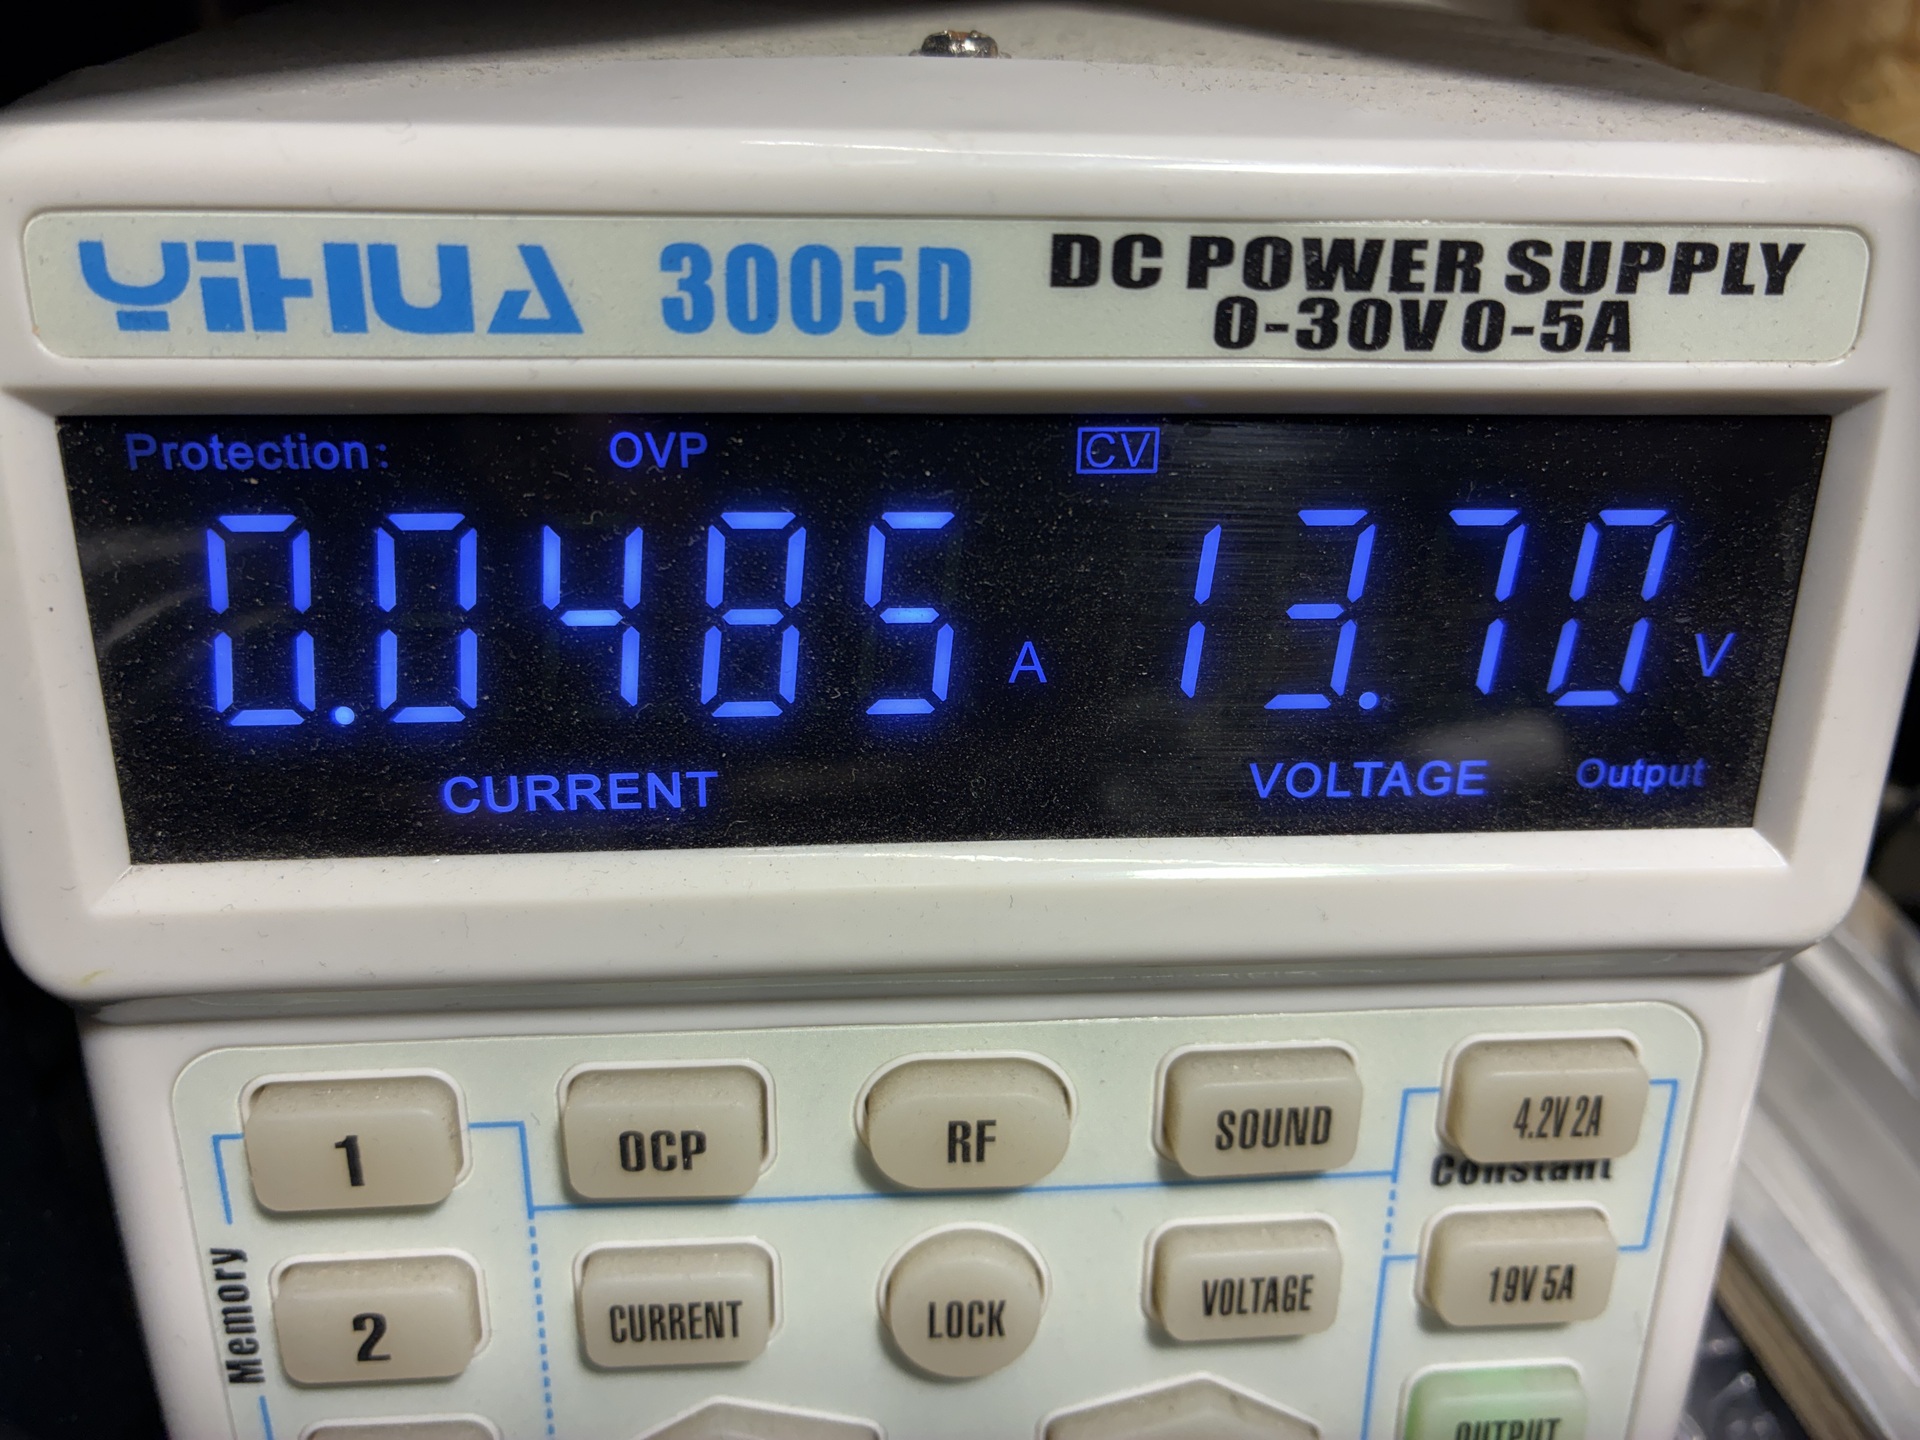 YIHUA 3005D DC POWER SUPPLY
0-30V 0-5A
Protection: OVP CV
0.0485 A 13.70 V
CURRENT VOLTAGE Output
1 OCP RF SOUND 4.2V 2A
Constant
Memory
2 CURRENT LOCK VOLTAGE 19V 5A
OUTPUT